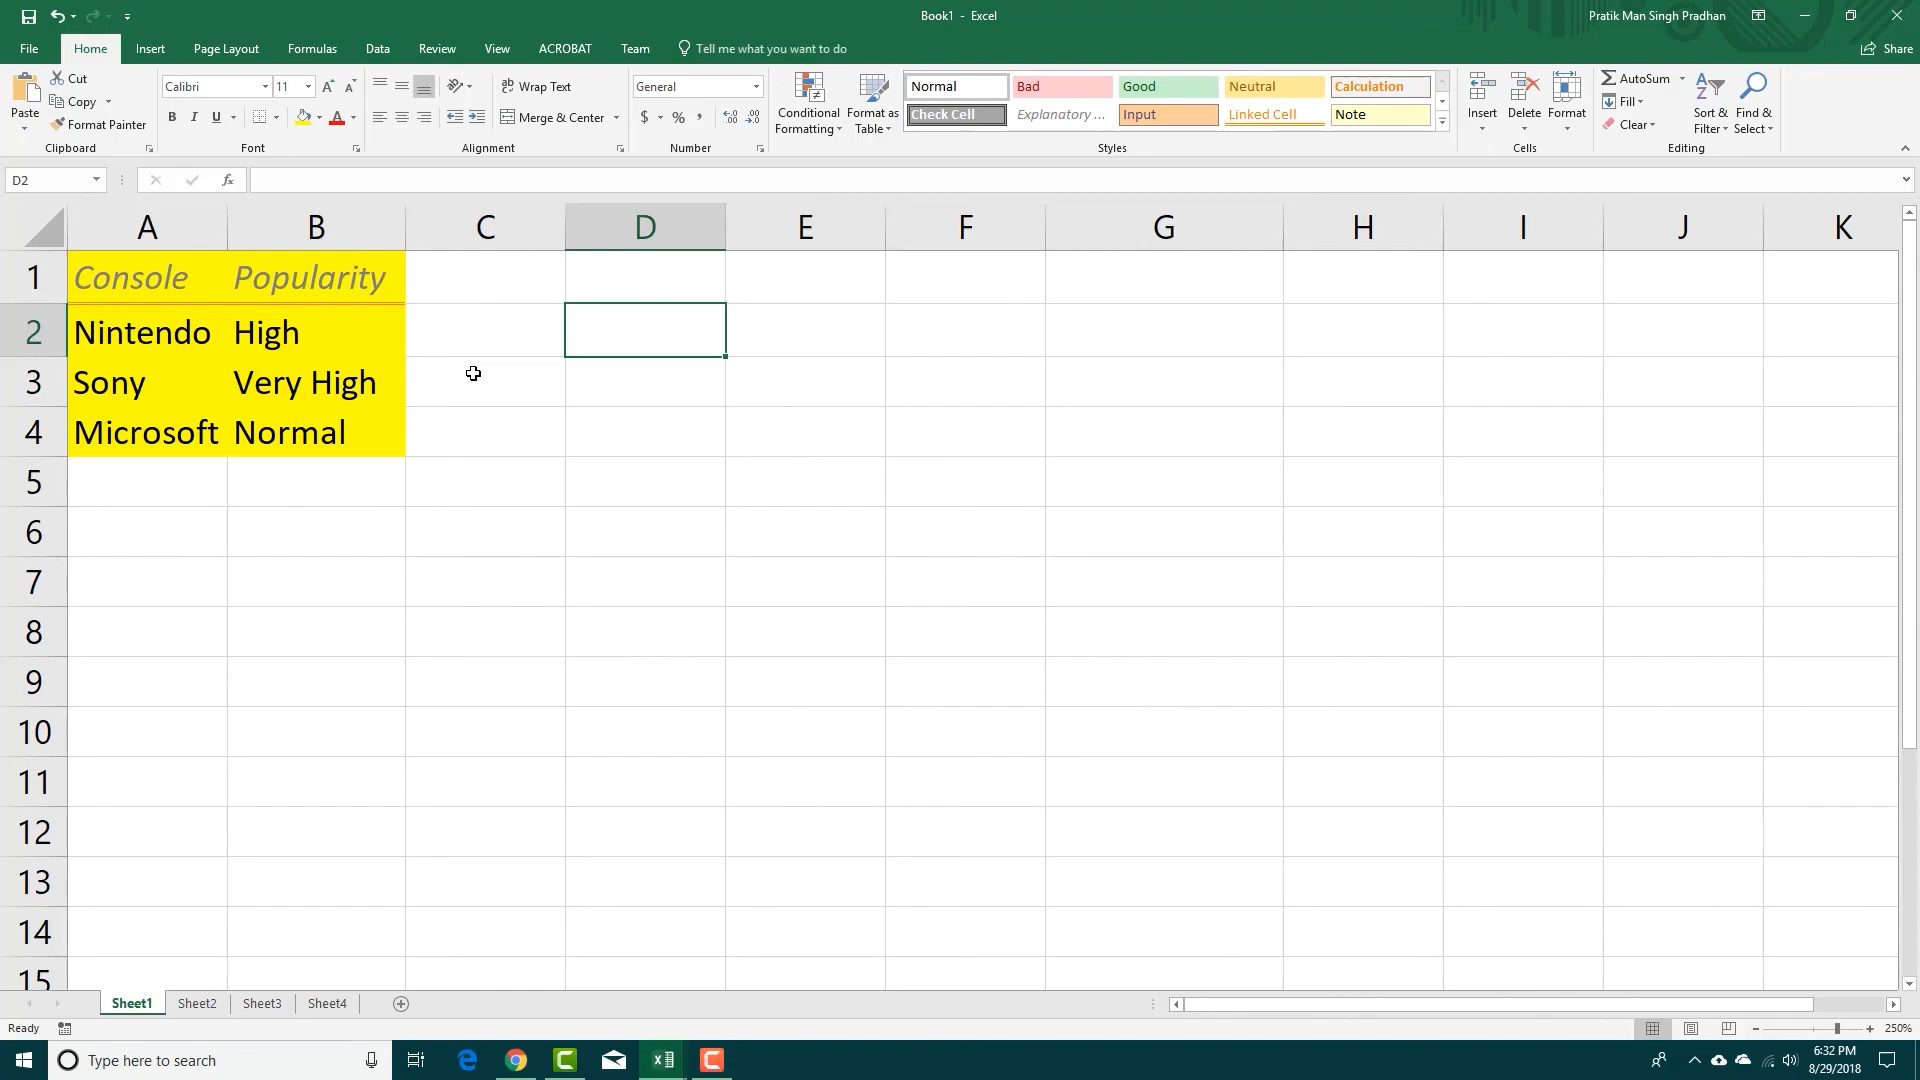 Book1 - Excel
Pratik Man Singh Pradhan
File Home Insert Page Layout Formulas Data Review View ACROBAT Team Tell me what you want to do Share
Paste
Cut
Copy
Format Painter
Clipboard
Calibri 11
B I U
Font
Wrap Text
Merge & Center
Alignment
General
$ % ,
Number
Conditional Formatting
Format as Table
Normal Bad Good Neutral Calculation
Check Cell Explanatory ... Input Linked Cell Note
Styles
Insert Delete Format
Cells
AutoSum
Fill
Clear
Sort & Filter
Find & Select
Editing
D2 fx
A B C D E F G H I J K
1 Console Popularity
2 Nintendo High
3 Sony Very High
4 Microsoft Normal
5
6
7
8
9
10
11
12
13
14
15
Sheet1 Sheet2 Sheet3 Sheet4
Ready 250%
Type here to search
6:32 PM
8/29/2018